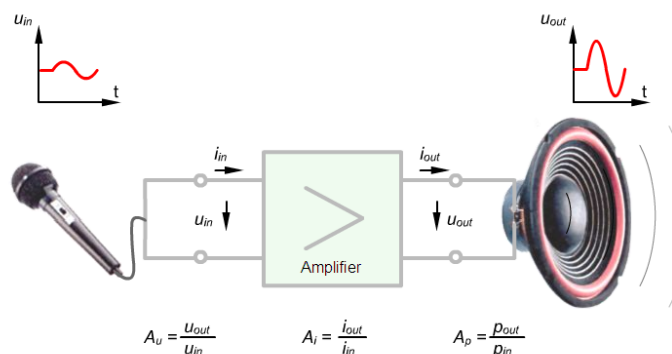 u_in
u_out
t
t
i_in
i_out
u_in
u_out
Amplifier
A_u = u_out/u_in
A_i = i_out/i_in
A_p = p_out/p_in